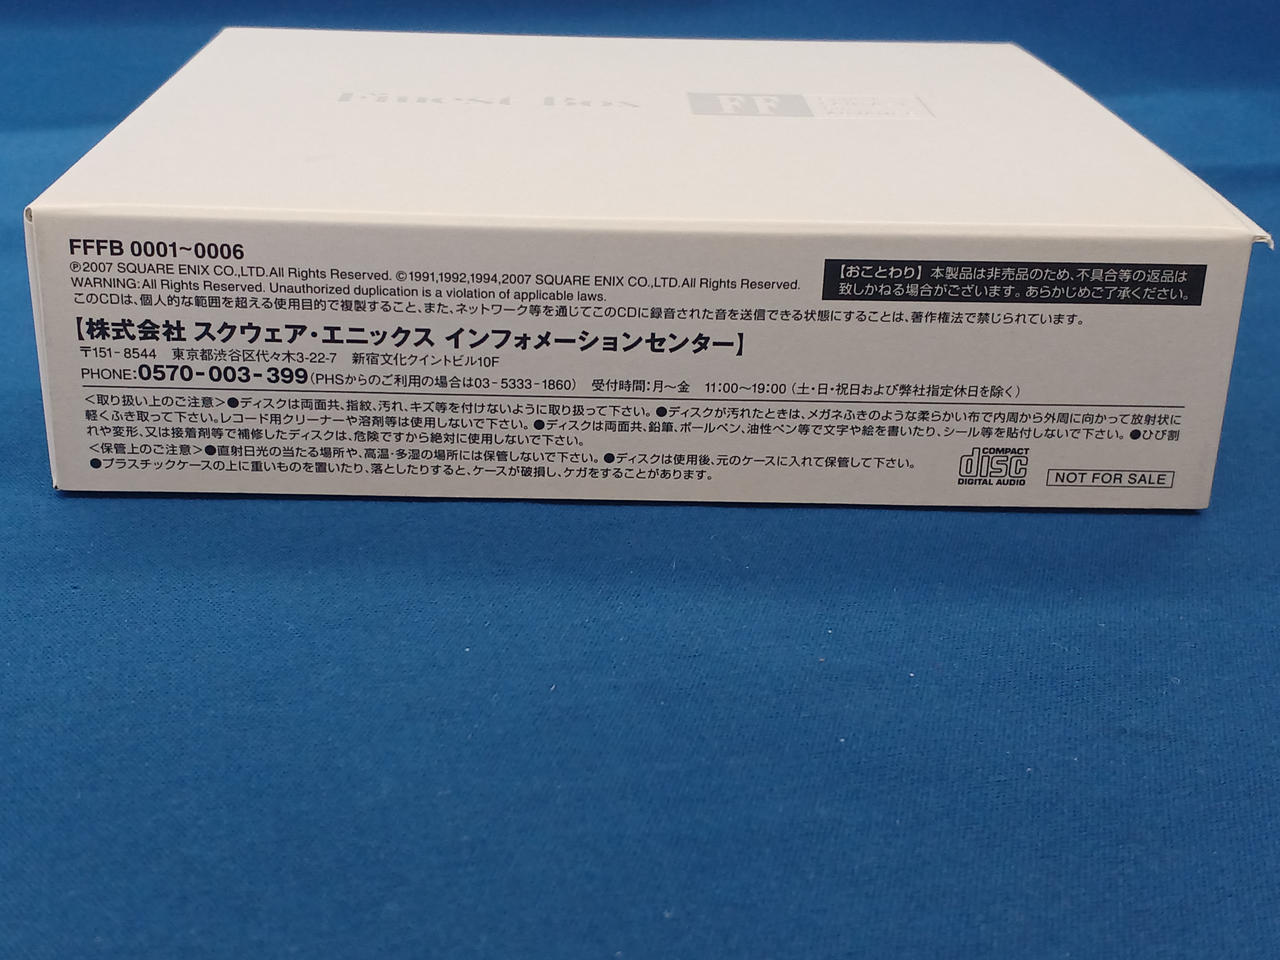 Finest Box
FF
FFFB 0001~0006
℗2007 SQUARE ENIX CO.,LTD.All Rights Reserved. ©1991,1992,1994,2007 SQUARE ENIX CO.,LTD.All Rights Reserved.
WARNING:All Rights Reserved. Unauthorized duplication is a violation of applicable laws.
このCDは、個人的な範囲を超える使用目的で複製すること、また、ネットワーク等を通じてこのCDに録音された音を送信できる状態にすることは、著作権法で禁じられています。
【おことわり】本製品は非売品のため、不具合等の返品は
致しかねる場合がございます。あらかじめご了承ください。
【株式会社 スクウェア・エニックス インフォメーションセンター】
〒151-8544 東京都渋谷区代々木3-22-7 新宿文化クイントビル10F
PHONE:0570-003-399(PHSからのご利用の場合は03-5333-1860) 受付時間:月~金 11:00~19:00(土・日・祝日および弊社指定休日を除く)
<取り扱い上のご注意>●ディスクは両面共、指紋、汚れ、キズ等を付けないように取り扱って下さい。●ディスクが汚れたときは、メガネふきのような柔らかい布で内周から外周に向かって放射状に
軽くふき取って下さい。レコード用クリーナーや溶剤等は使用しないで下さい。●ディスクは両面共、鉛筆、ボールペン、油性ペン等で文字や絵を書いたり、シール等を貼付しないで下さい。●ひび割
れや変形、又は接着剤等で補修したディスクは、危険ですから絶対に使用しないで下さい。
<保管上のご注意>●直射日光の当たる場所や、高温・多湿の場所には保管しないで下さい。●ディスクは使用後、元のケースに入れて保管して下さい。
●プラスチックケースの上に重いものを置いたり、落としたりすると、ケースが破損し、ケガをすることがあります。
COMPACT
disc
DIGITAL AUDIO
NOT FOR SALE